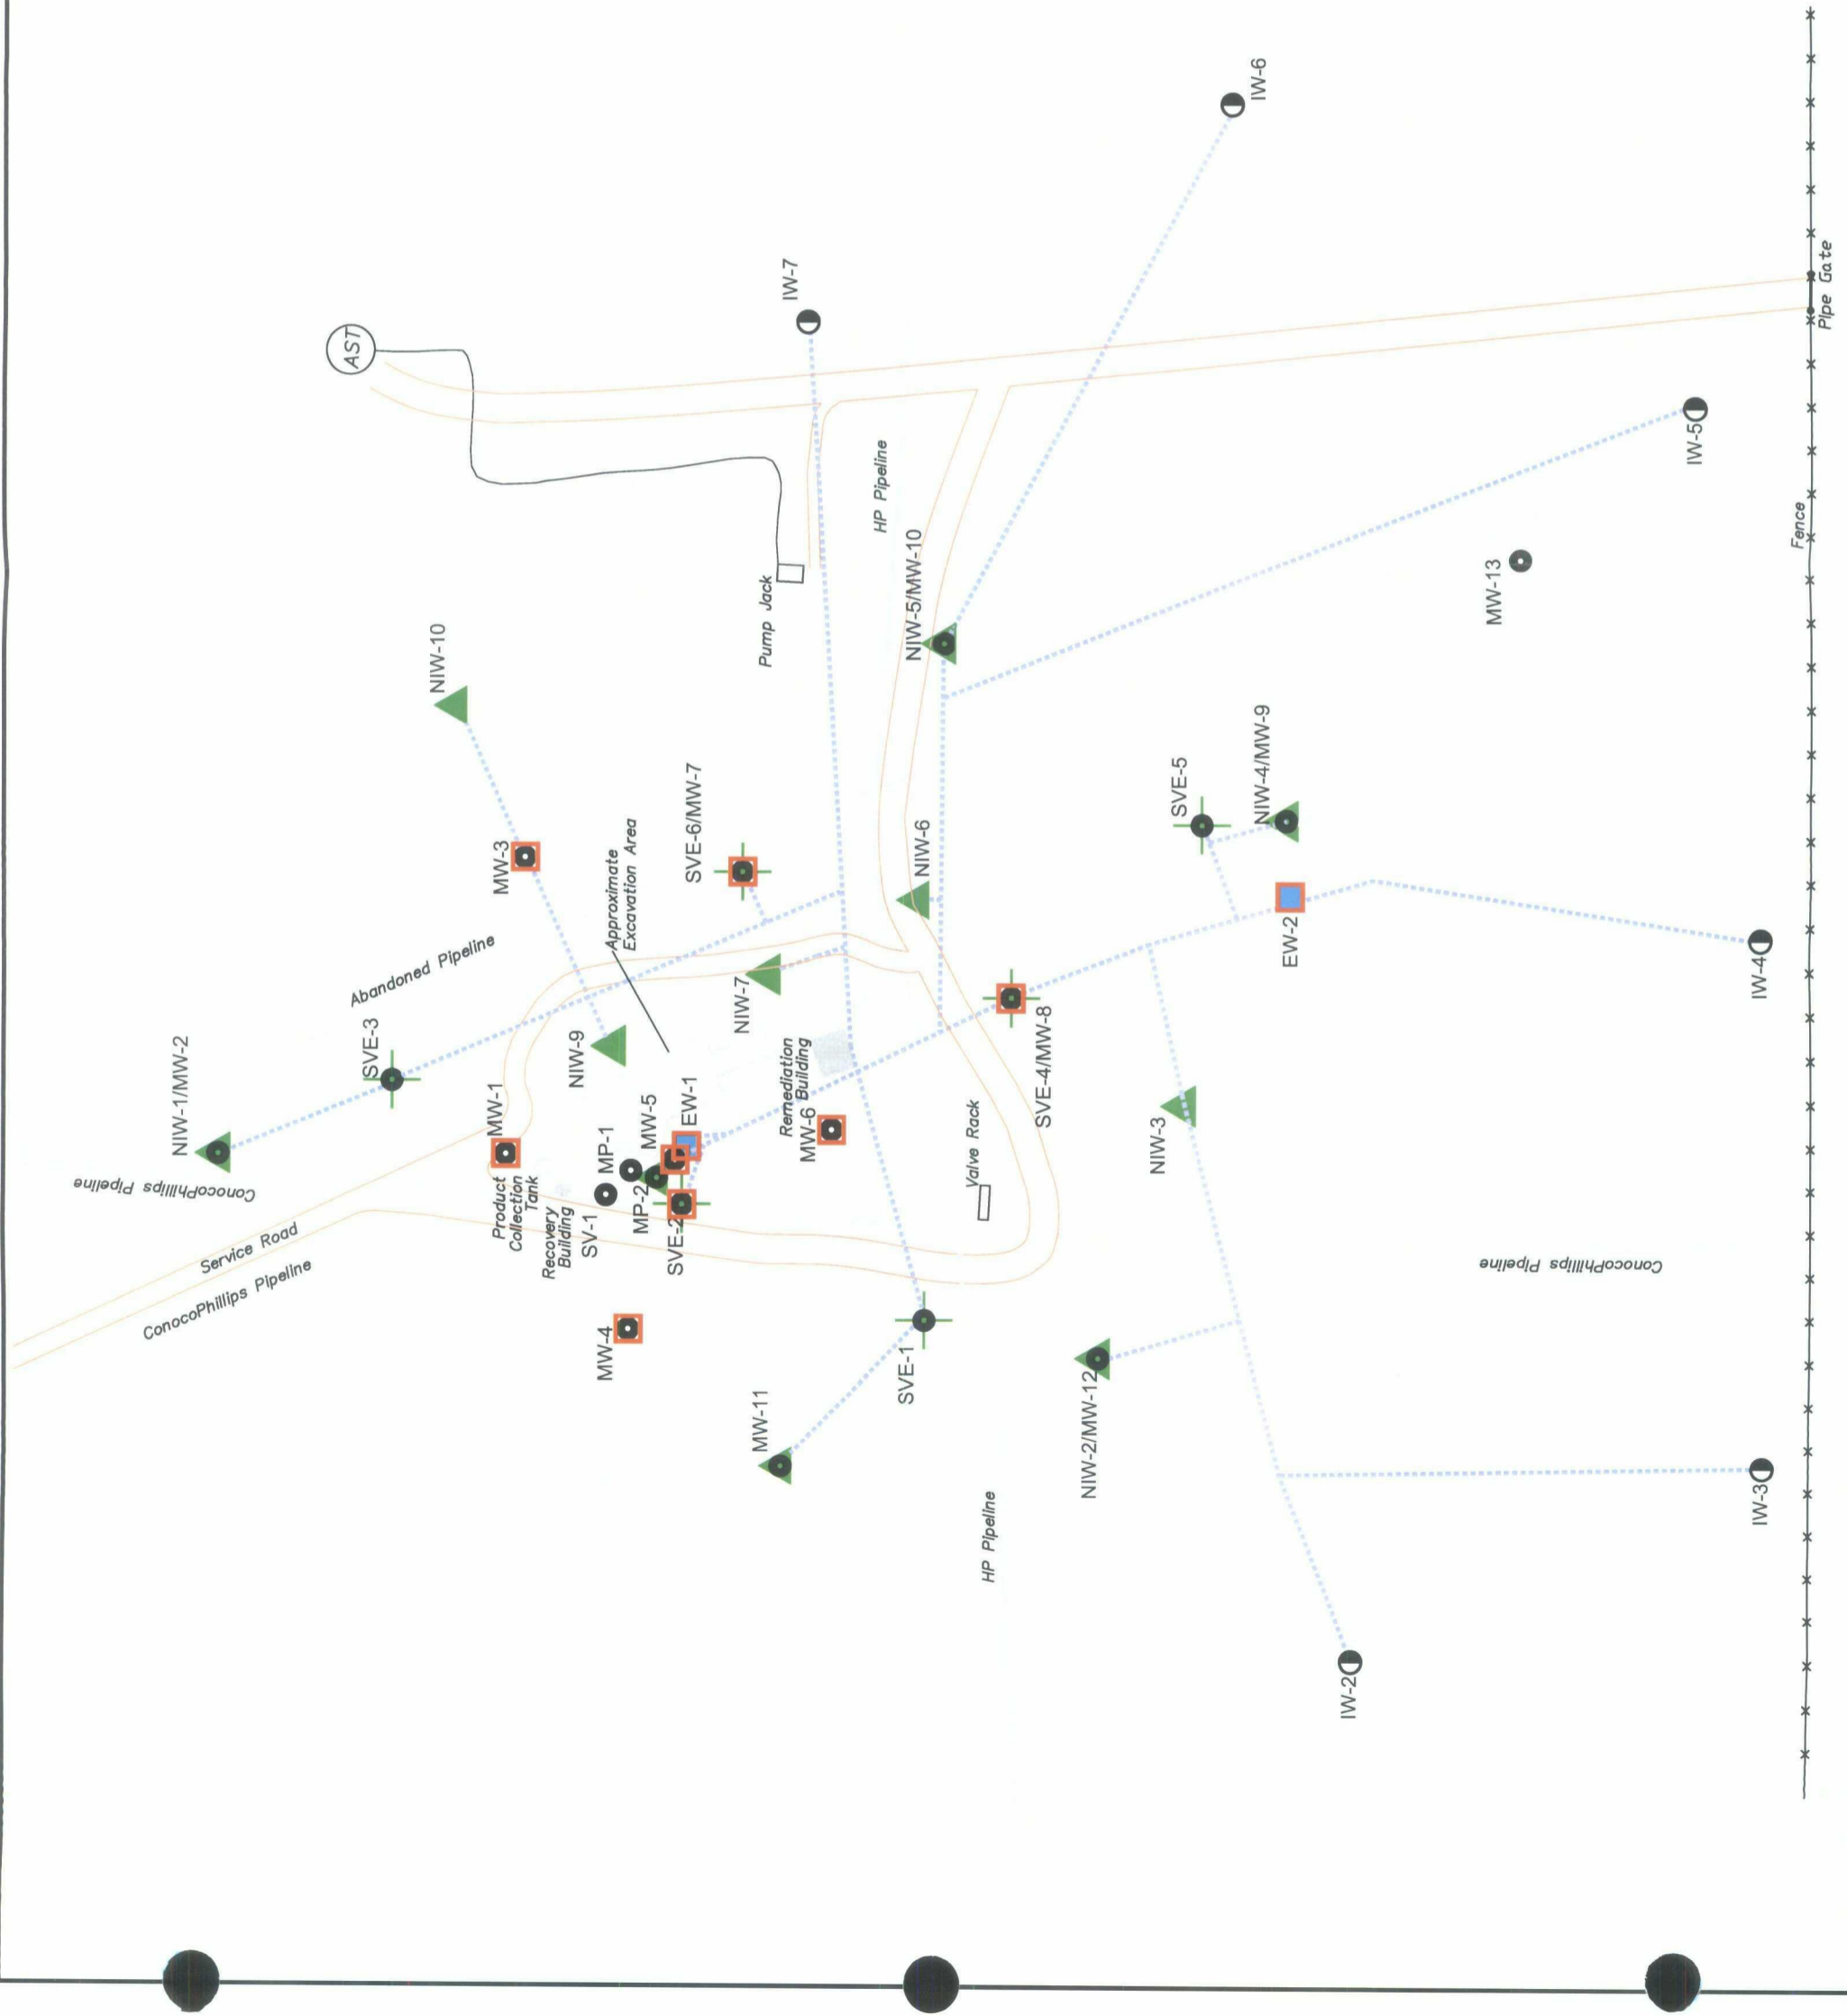 AST
IW-6
IW-7
Pipe Gate
IW-5
Fence
MW-13
HP Pipeline
NIW-5/MW-10
Pump Jack
NIW-10
SVE-6/MW-7
MW-3
Approximate
Excavation Area
NIW-6
SVE-5
NIW-4/MW-9
EW-2
IW-4
Abandoned Pipeline
NIW-7
NIW-9
SVE-3
NIW-1/MW-2
MW-1
MP-1
MW-5
EW-1
Remediation
Building
MW-6
SVE-4/MW-8
Valve Rack
NIW-3
ConocoPhillips Pipeline
Service Road
ConocoPhillips Pipeline
Product
Collection
Tank
Recovery
Building
SV-1
MP-2
SVE-2
MW-4
MW-11
SVE-1
NIW-2/MW-12
ConocoPhillips Pipeline
HP Pipeline
IW-3
IW-2